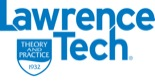 Lawrence
Tech
THEORY
AND
PRACTICE
1932